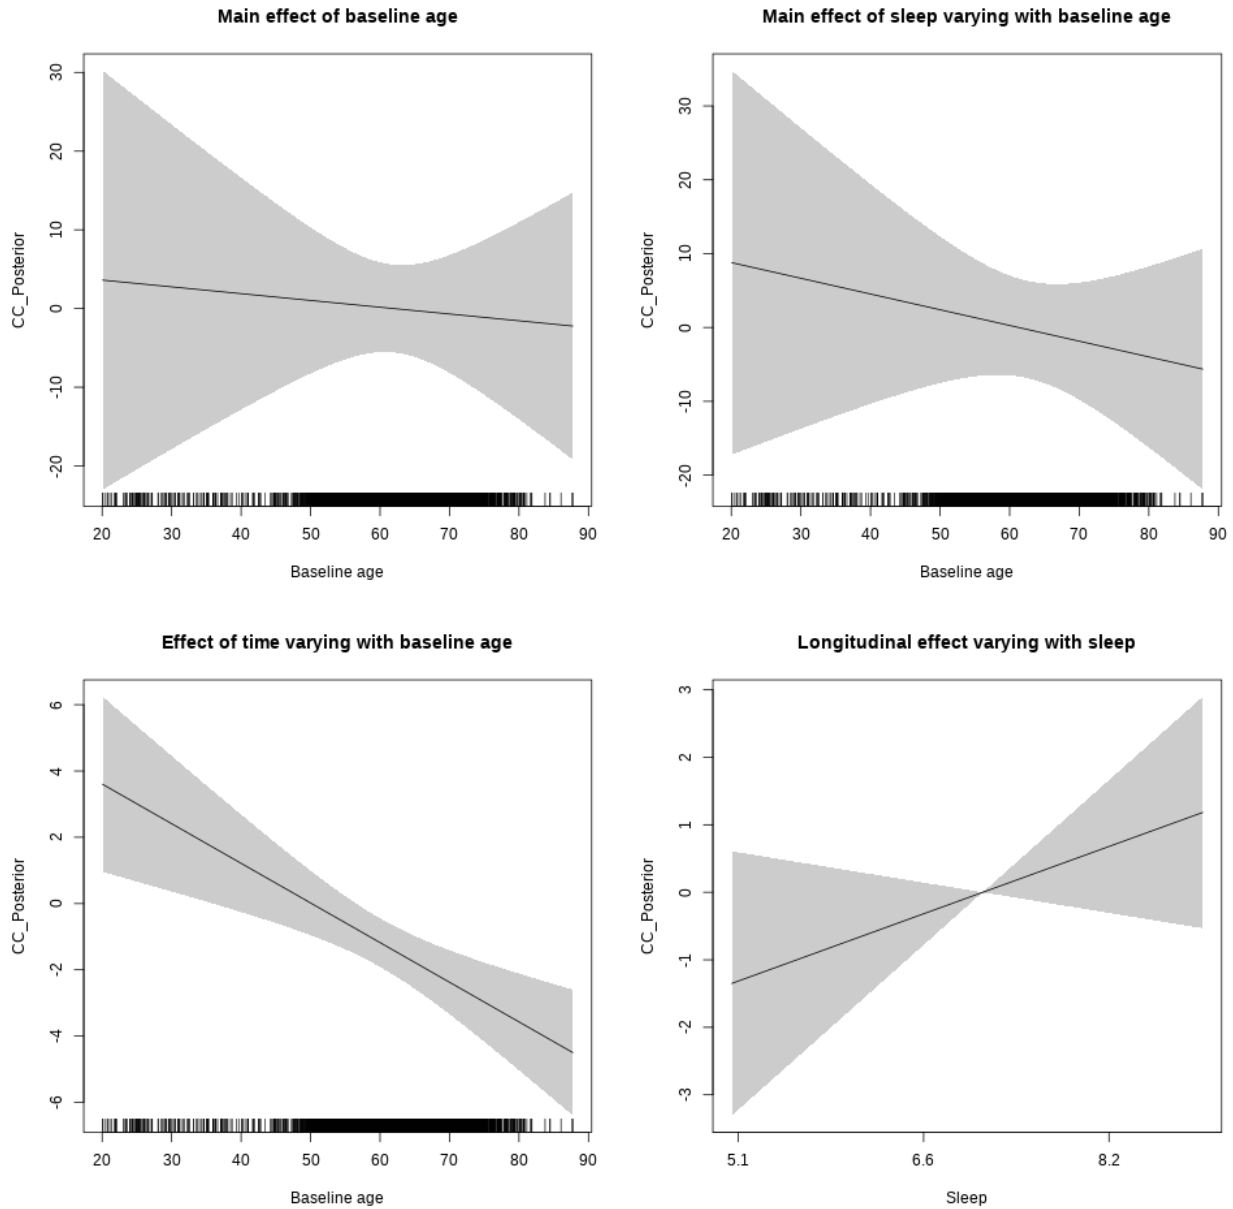 Main effect of baseline age
CC_Posterior
30
20
10
0
-10
-20
20 30 40 50 60 70 80 90
Baseline age
Main effect of sleep varying with baseline age
CC_Posterior
30
20
10
0
-10
-20
20 30 40 50 60 70 80 90
Baseline age
Effect of time varying with baseline age
CC_Posterior
6
4
2
0
-2
-4
-6
20 30 40 50 60 70 80 90
Baseline age
Longitudinal effect varying with sleep
CC_Posterior
3
2
1
0
-1
-2
-3
5.1 6.6 8.2
Sleep